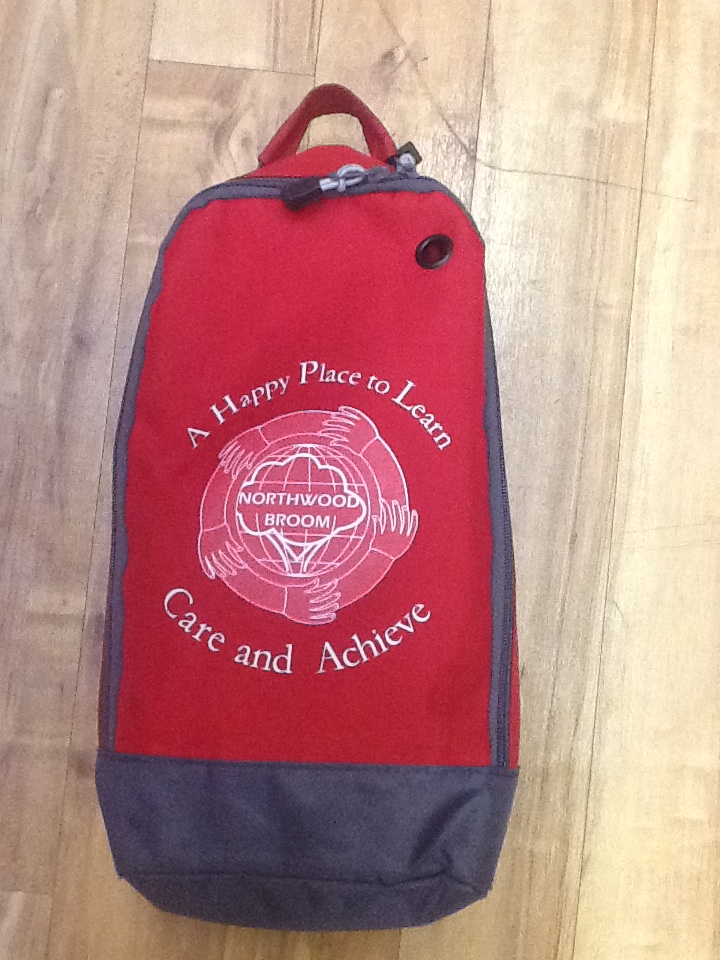 A Happy Place to Learn
NORTHWOOD
BROOM
Care and Achieve